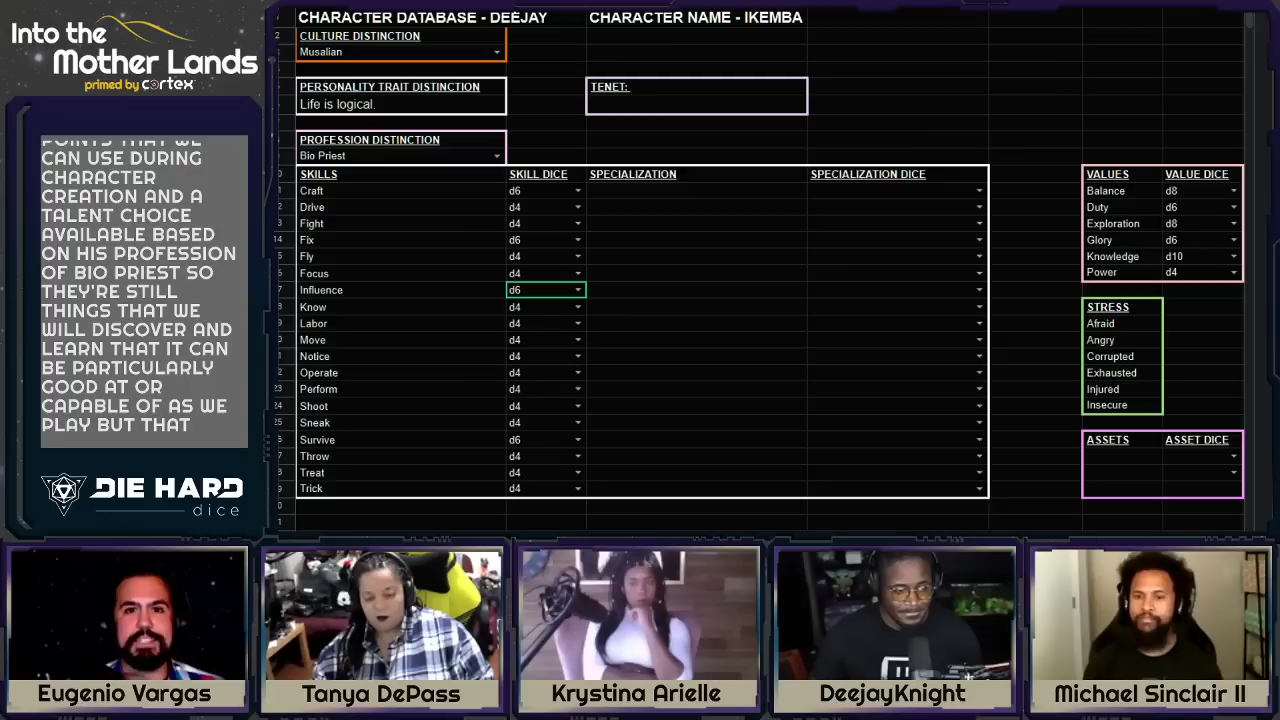 Into the
Mother Lands
primed by cortex
POINTS THAT WE
CAN USE DURING
CHARACTER
CREATION AND A
TALENT CHOICE
AVAILABLE BASED
ON HIS PROFESSION
OF BIO PRIEST SO
THEY'RE STILL
THINGS THAT WE
WILL DISCOVER AND
LEARN THAT IT CAN
BE PARTICULARLY
GOOD AT OR
CAPABLE OF AS WE
PLAY BUT THAT
DIE HARD
dice
CHARACTER DATABASE - DEEJAY CHARACTER NAME - IKEMBA
CULTURE DISTINCTION
Musalian
PERSONALITY TRAIT DISTINCTION TENET:
Life is logical.
PROFESSION DISTINCTION
Bio Priest
SKILLS SKILL DICE SPECIALIZATION SPECIALIZATION DICE
Craft d6
Drive d4
Fight d4
Fix d6
Fly d4
Focus d4
Influence d6
Know d4
Labor d4
Move d4
Notice d4
Operate d4
Perform d4
Shoot d4
Sneak d4
Survive d6
Throw d4
Treat d4
Trick d4
VALUES VALUE DICE
Balance d8
Duty d6
Exploration d8
Glory d6
Knowledge d10
Power d4
STRESS
Afraid
Angry
Corrupted
Exhausted
Injured
Insecure
ASSETS ASSET DICE
Eugenio Vargas
Tanya DePass
Krystina Arielle
DeejayKnight
Michael Sinclair II